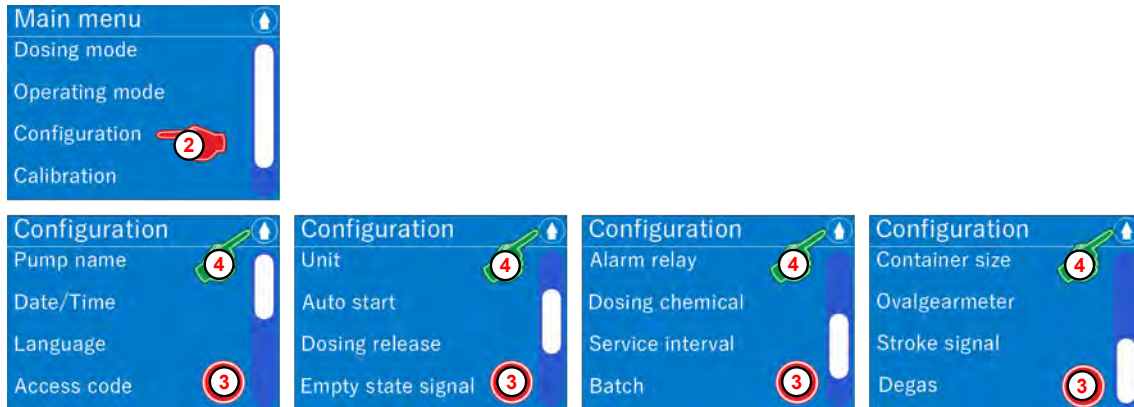 Main menu
Dosing mode
Operating mode
Configuration
2
Calibration
Configuration
Pump name
4
Date/Time
Language
Access code
3
Configuration
Unit
4
Auto start
Dosing release
Empty state signal
3
Configuration
Alarm relay
4
Dosing chemical
Service interval
Batch
3
Configuration
Container size
4
Ovalgearmeter
Stroke signal
Degas
3